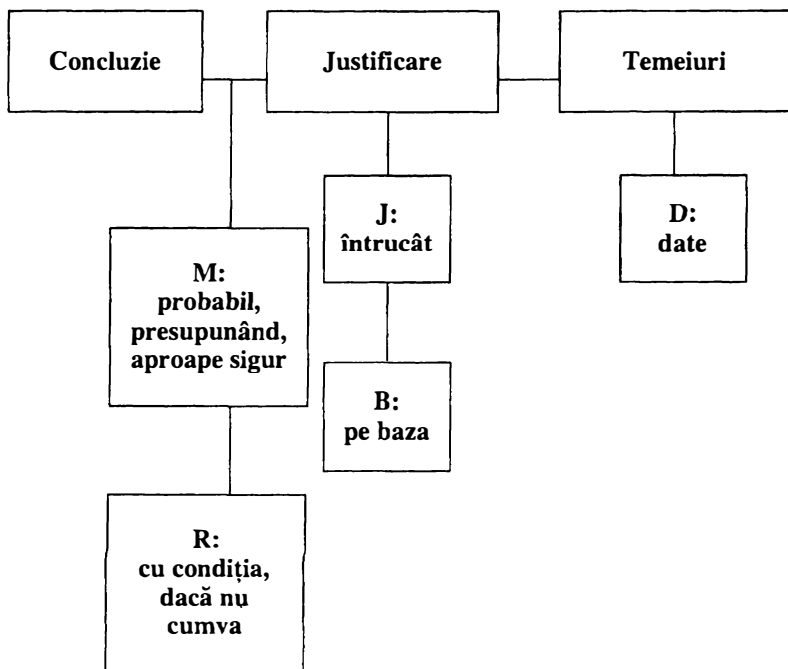 Concluzie
Justificare
Temeiuri
J:
întrucât
D:
date
M:
probabil,
presupunând,
aproape sigur
B:
pe baza
R:
cu condiția,
dacă nu
cumva